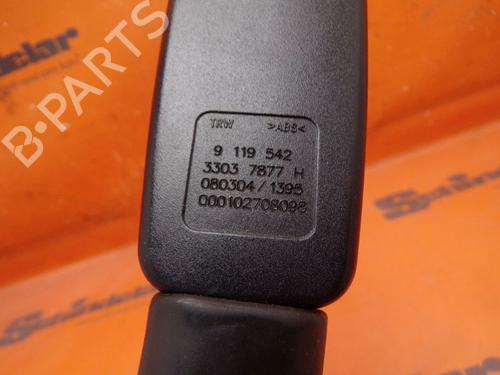 B-PARTS
TRW >ABS<
9 119 542
3303 7877 H
080304/1395
000102708098